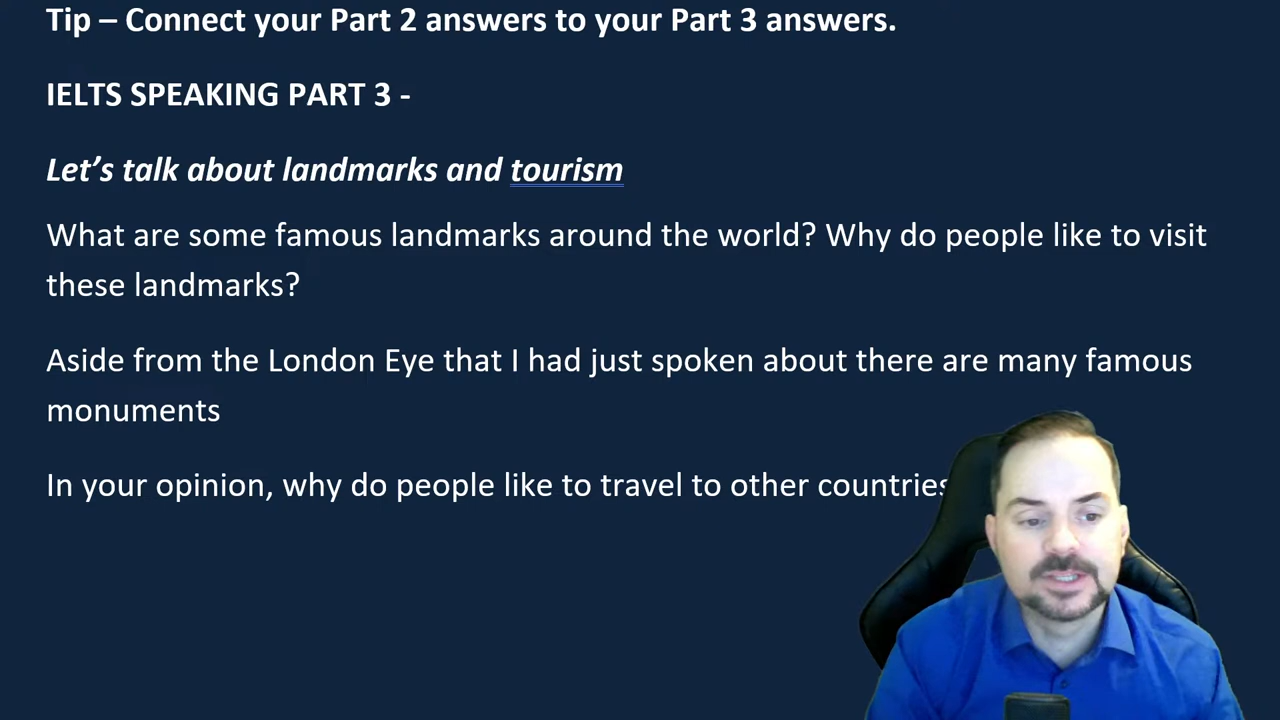 Tip – Connect your Part 2 answers to your Part 3 answers.
IELTS SPEAKING PART 3 -
Let’s talk about landmarks and tourism
What are some famous landmarks around the world? Why do people like to visit
these landmarks?
Aside from the London Eye that I had just spoken about there are many famous
monuments
In your opinion, why do people like to travel to other countries